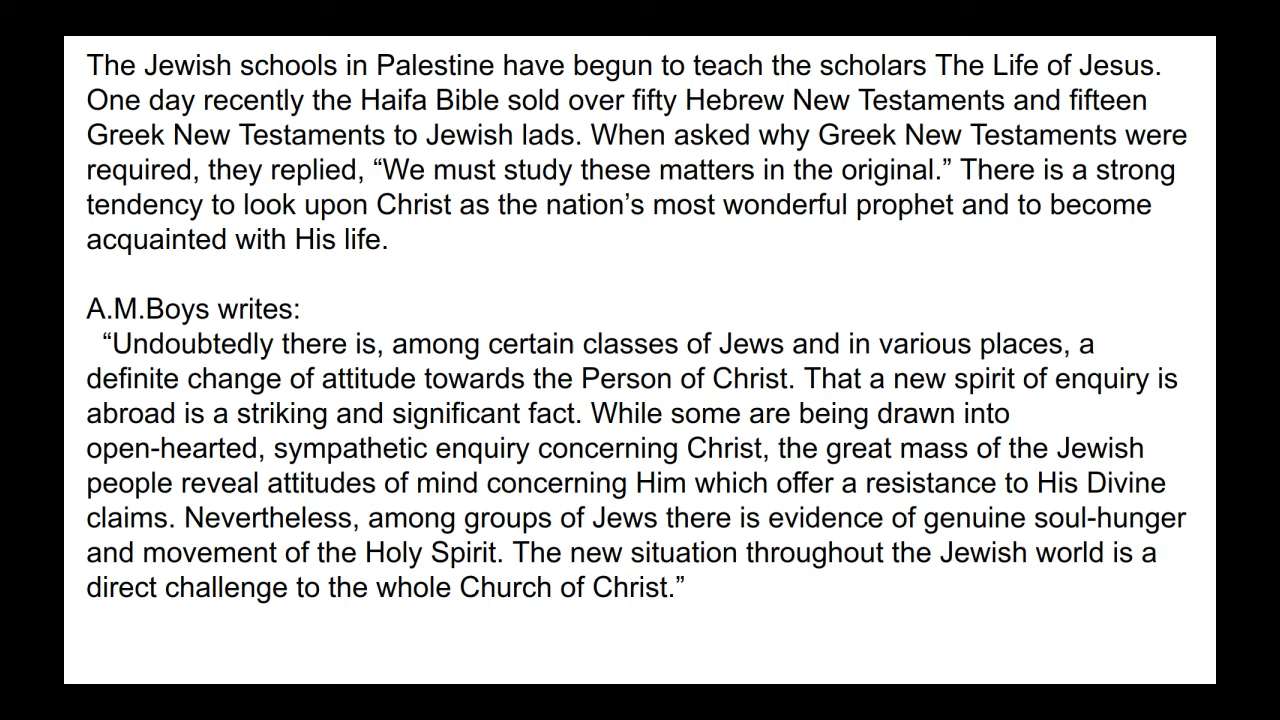 The Jewish schools in Palestine have begun to teach the scholars The Life of Jesus.
One day recently the Haifa Bible sold over fifty Hebrew New Testaments and fifteen
Greek New Testaments to Jewish lads. When asked why Greek New Testaments were
required, they replied, “We must study these matters in the original.” There is a strong
tendency to look upon Christ as the nation’s most wonderful prophet and to become
acquainted with His life.
A.M.Boys writes:
“Undoubtedly there is, among certain classes of Jews and in various places, a
definite change of attitude towards the Person of Christ. That a new spirit of enquiry is
abroad is a striking and significant fact. While some are being drawn into
open-hearted, sympathetic enquiry concerning Christ, the great mass of the Jewish
people reveal attitudes of mind concerning Him which offer a resistance to His Divine
claims. Nevertheless, among groups of Jews there is evidence of genuine soul-hunger
and movement of the Holy Spirit. The new situation throughout the Jewish world is a
direct challenge to the whole Church of Christ.”